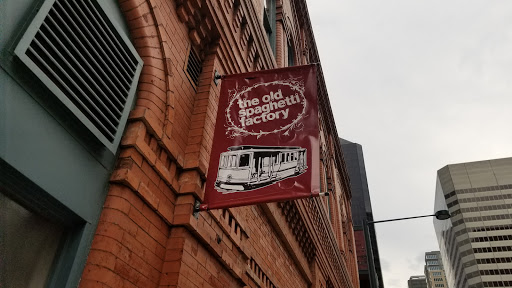 the old
spaghetti
factory